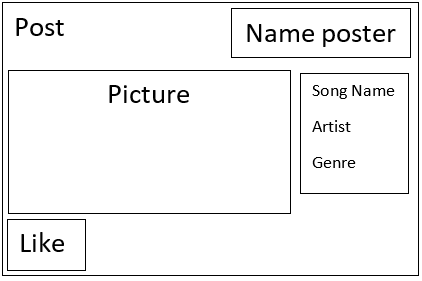 Post
Name poster
Picture
Song Name
Artist
Genre
Like